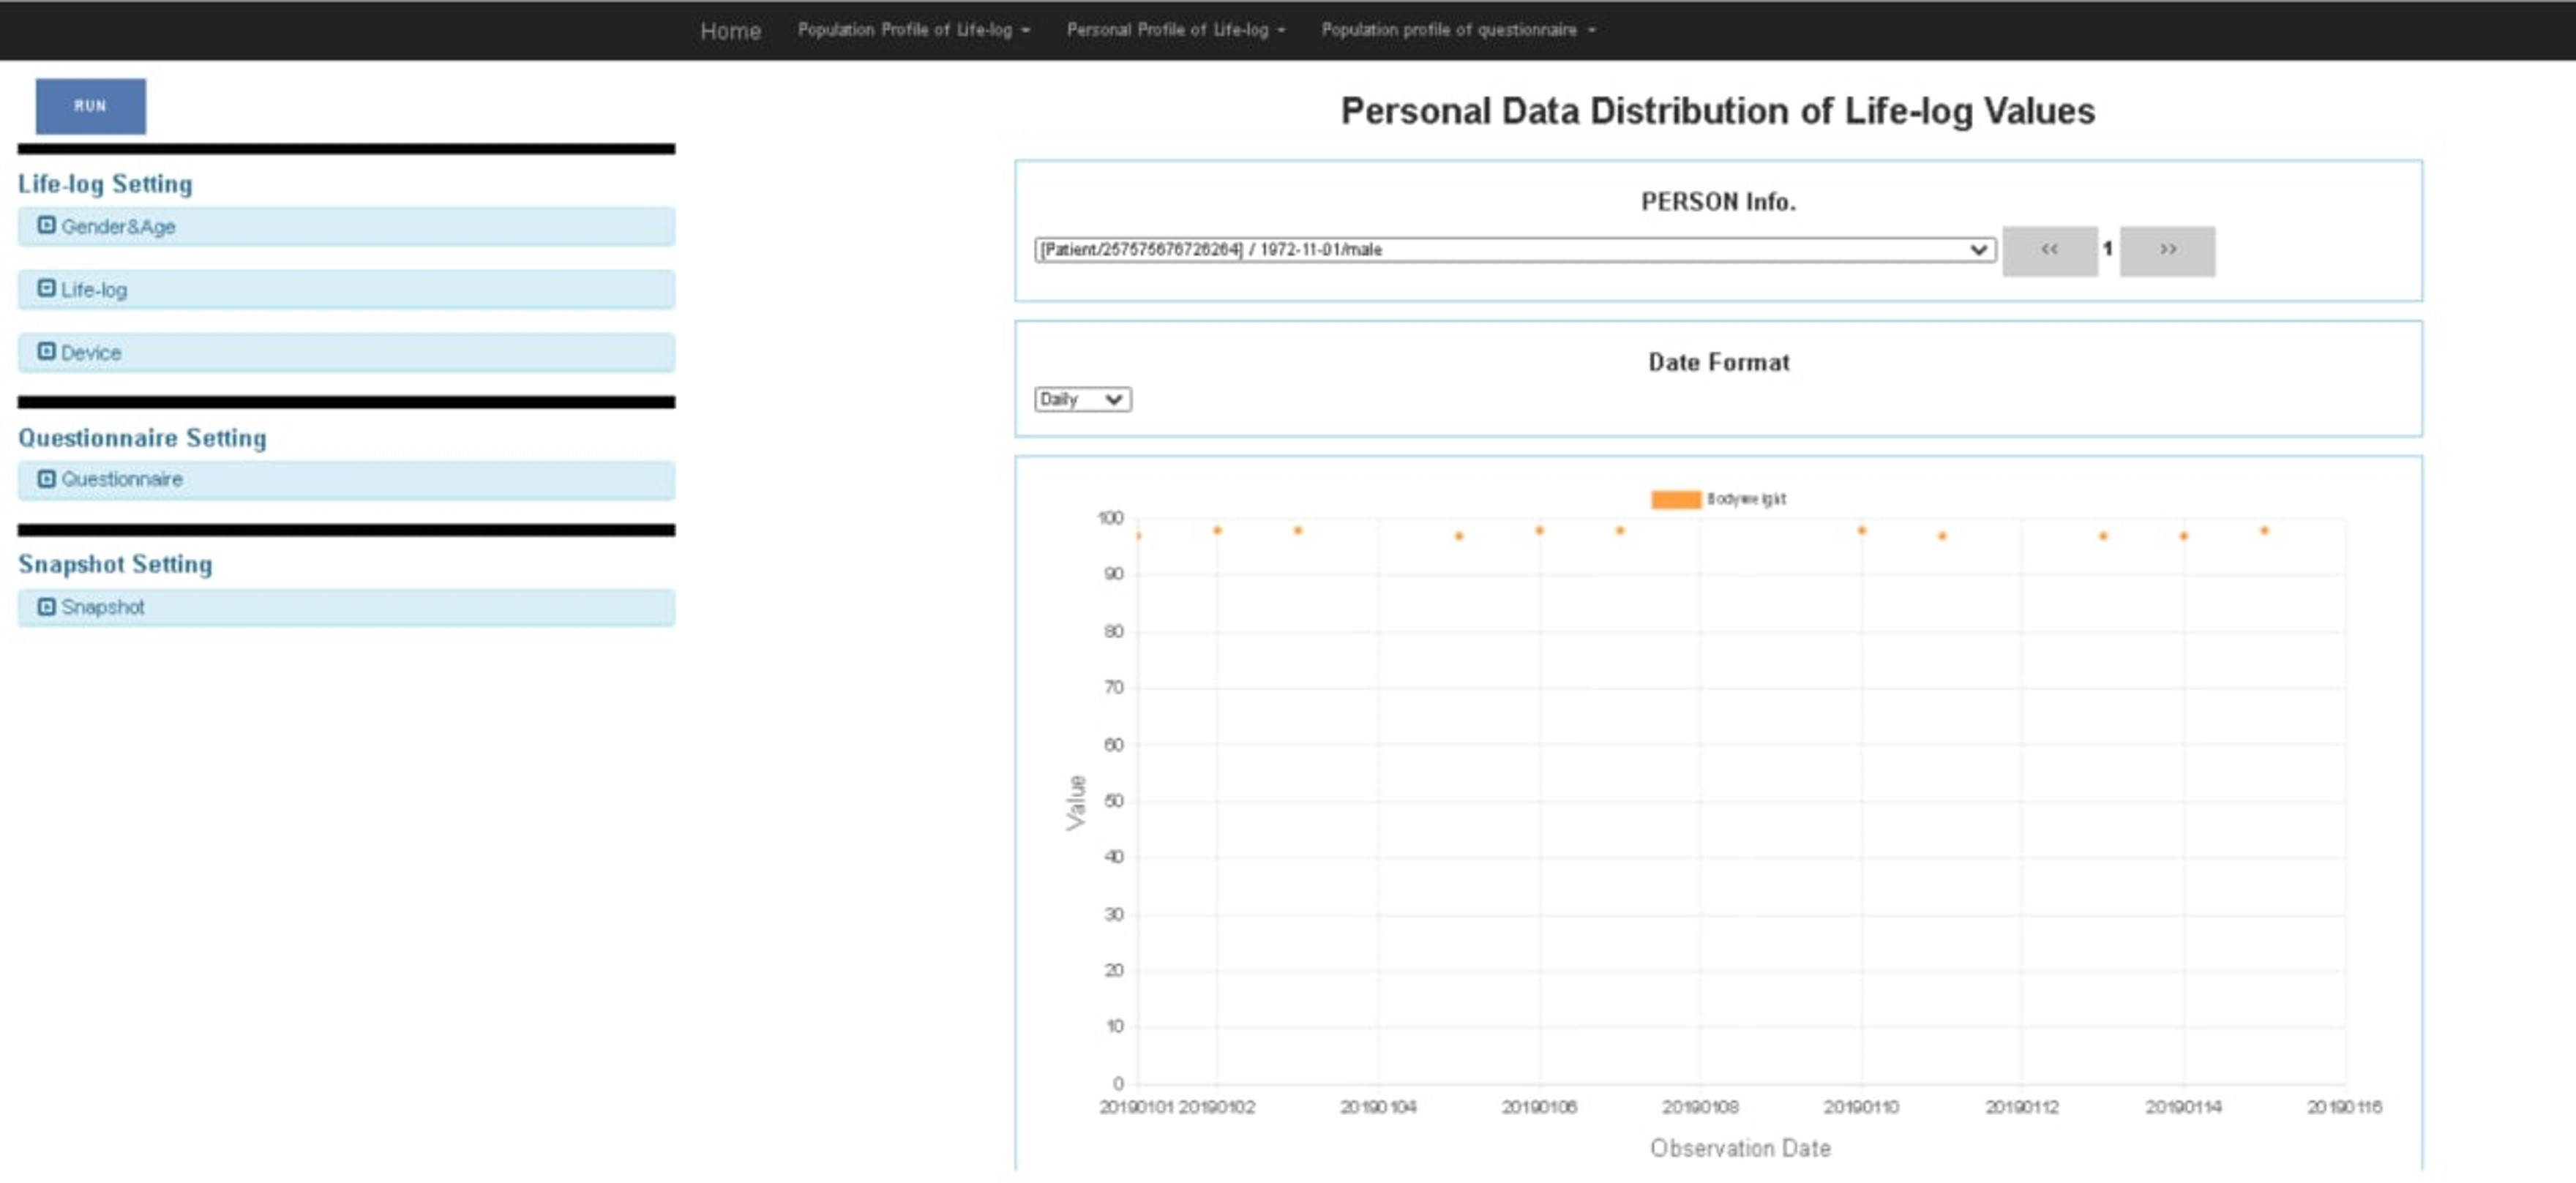 Home Population Profile of Life-log Personal Profile of Life-log Population profile of questionnaire
RUN
Life-log Setting
Gender&Age
Life-log
Device
Questionnaire Setting
Questionnaire
Snapshot Setting
Snapshot
Personal Data Distribution of Life-log Values
PERSON Info.
[Patient/257575676726264] / 1972-11-01/male << 1 >>
Date Format
Daily
Bodyweight
100
90
80
70
60
50
40
30
20
10
0
Value
20190101 20190102 20190104 20190106 20190108 20190110 20190112 20190114 20190116
Observation Date